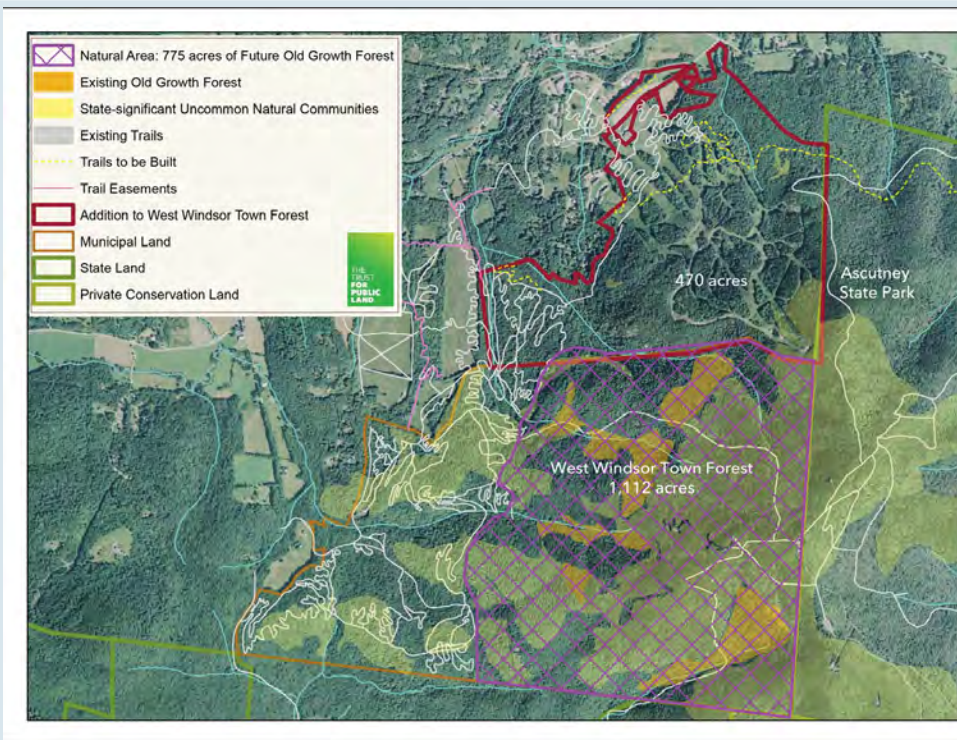 Natural Area: 775 acres of Future Old Growth Forest
Existing Old Growth Forest
State-significant Uncommon Natural Communities
Existing Trails
Trails to be Built
Trail Easements
Addition to West Windsor Town Forest
Municipal Land
State Land
Private Conservation Land
THE
TRUST
FOR
PUBLIC
LAND
470 acres
Ascutney
State Park
West Windsor Town Forest
1,112 acres